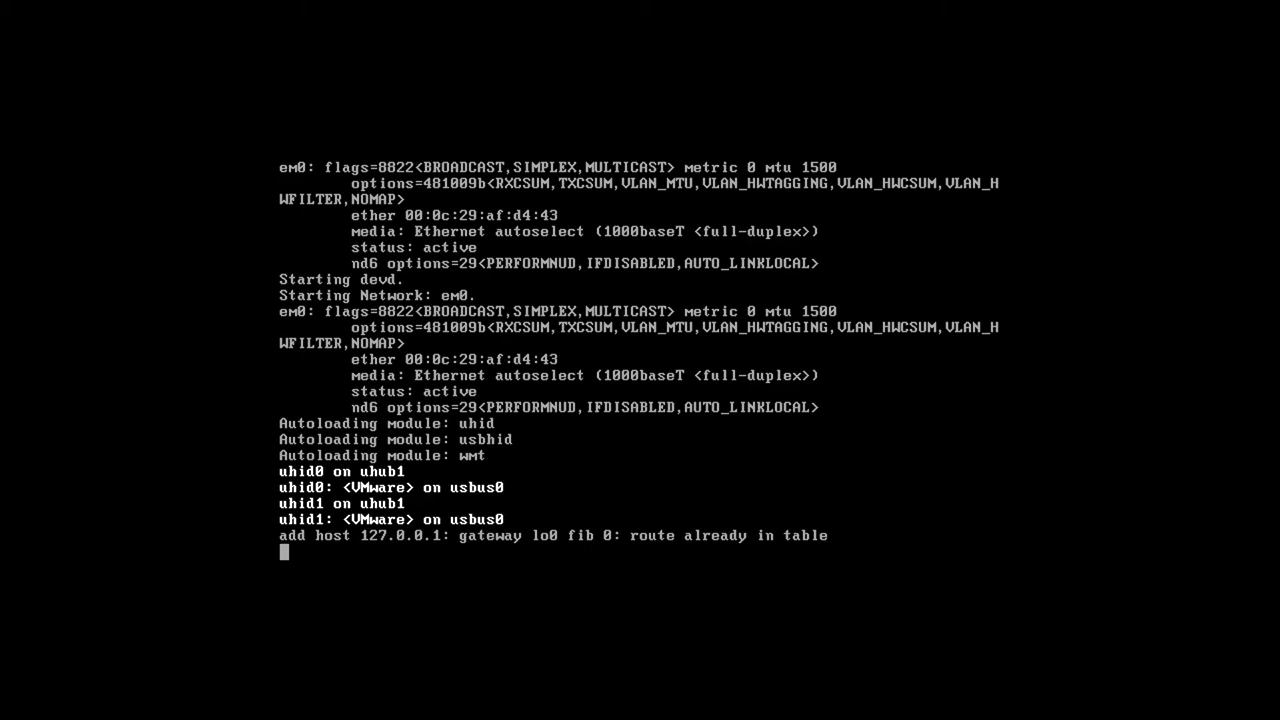 em0: flags=8822<BROADCAST,SIMPLEX,MULTICAST> metric 0 mtu 1500
options=481009b<RXCSUM,TXCSUM,VLAN_MTU,VLAN_HWTAGGING,VLAN_HWCSUM,VLAN_H
WFILTER,NOMAP>
ether 00:0c:29:af:d4:43
media: Ethernet autoselect (1000baseT <full-duplex>)
status: active
nd6 options=29<PERFORMNUD,IFDISABLED,AUTO_LINKLOCAL>
Starting devd.
Starting Network: em0.
em0: flags=8822<BROADCAST,SIMPLEX,MULTICAST> metric 0 mtu 1500
options=481009b<RXCSUM,TXCSUM,VLAN_MTU,VLAN_HWTAGGING,VLAN_HWCSUM,VLAN_H
WFILTER,NOMAP>
ether 00:0c:29:af:d4:43
media: Ethernet autoselect (1000baseT <full-duplex>)
status: active
nd6 options=29<PERFORMNUD,IFDISABLED,AUTO_LINKLOCAL>
Autoloading module: uhid
Autoloading module: usbhid
Autoloading module: wmt
uhid0 on uhub1
uhid0: <VMware> on usbus0
uhid1 on uhub1
uhid1: <VMware> on usbus0
add host 127.0.0.1: gateway lo0 fib 0: route already in table